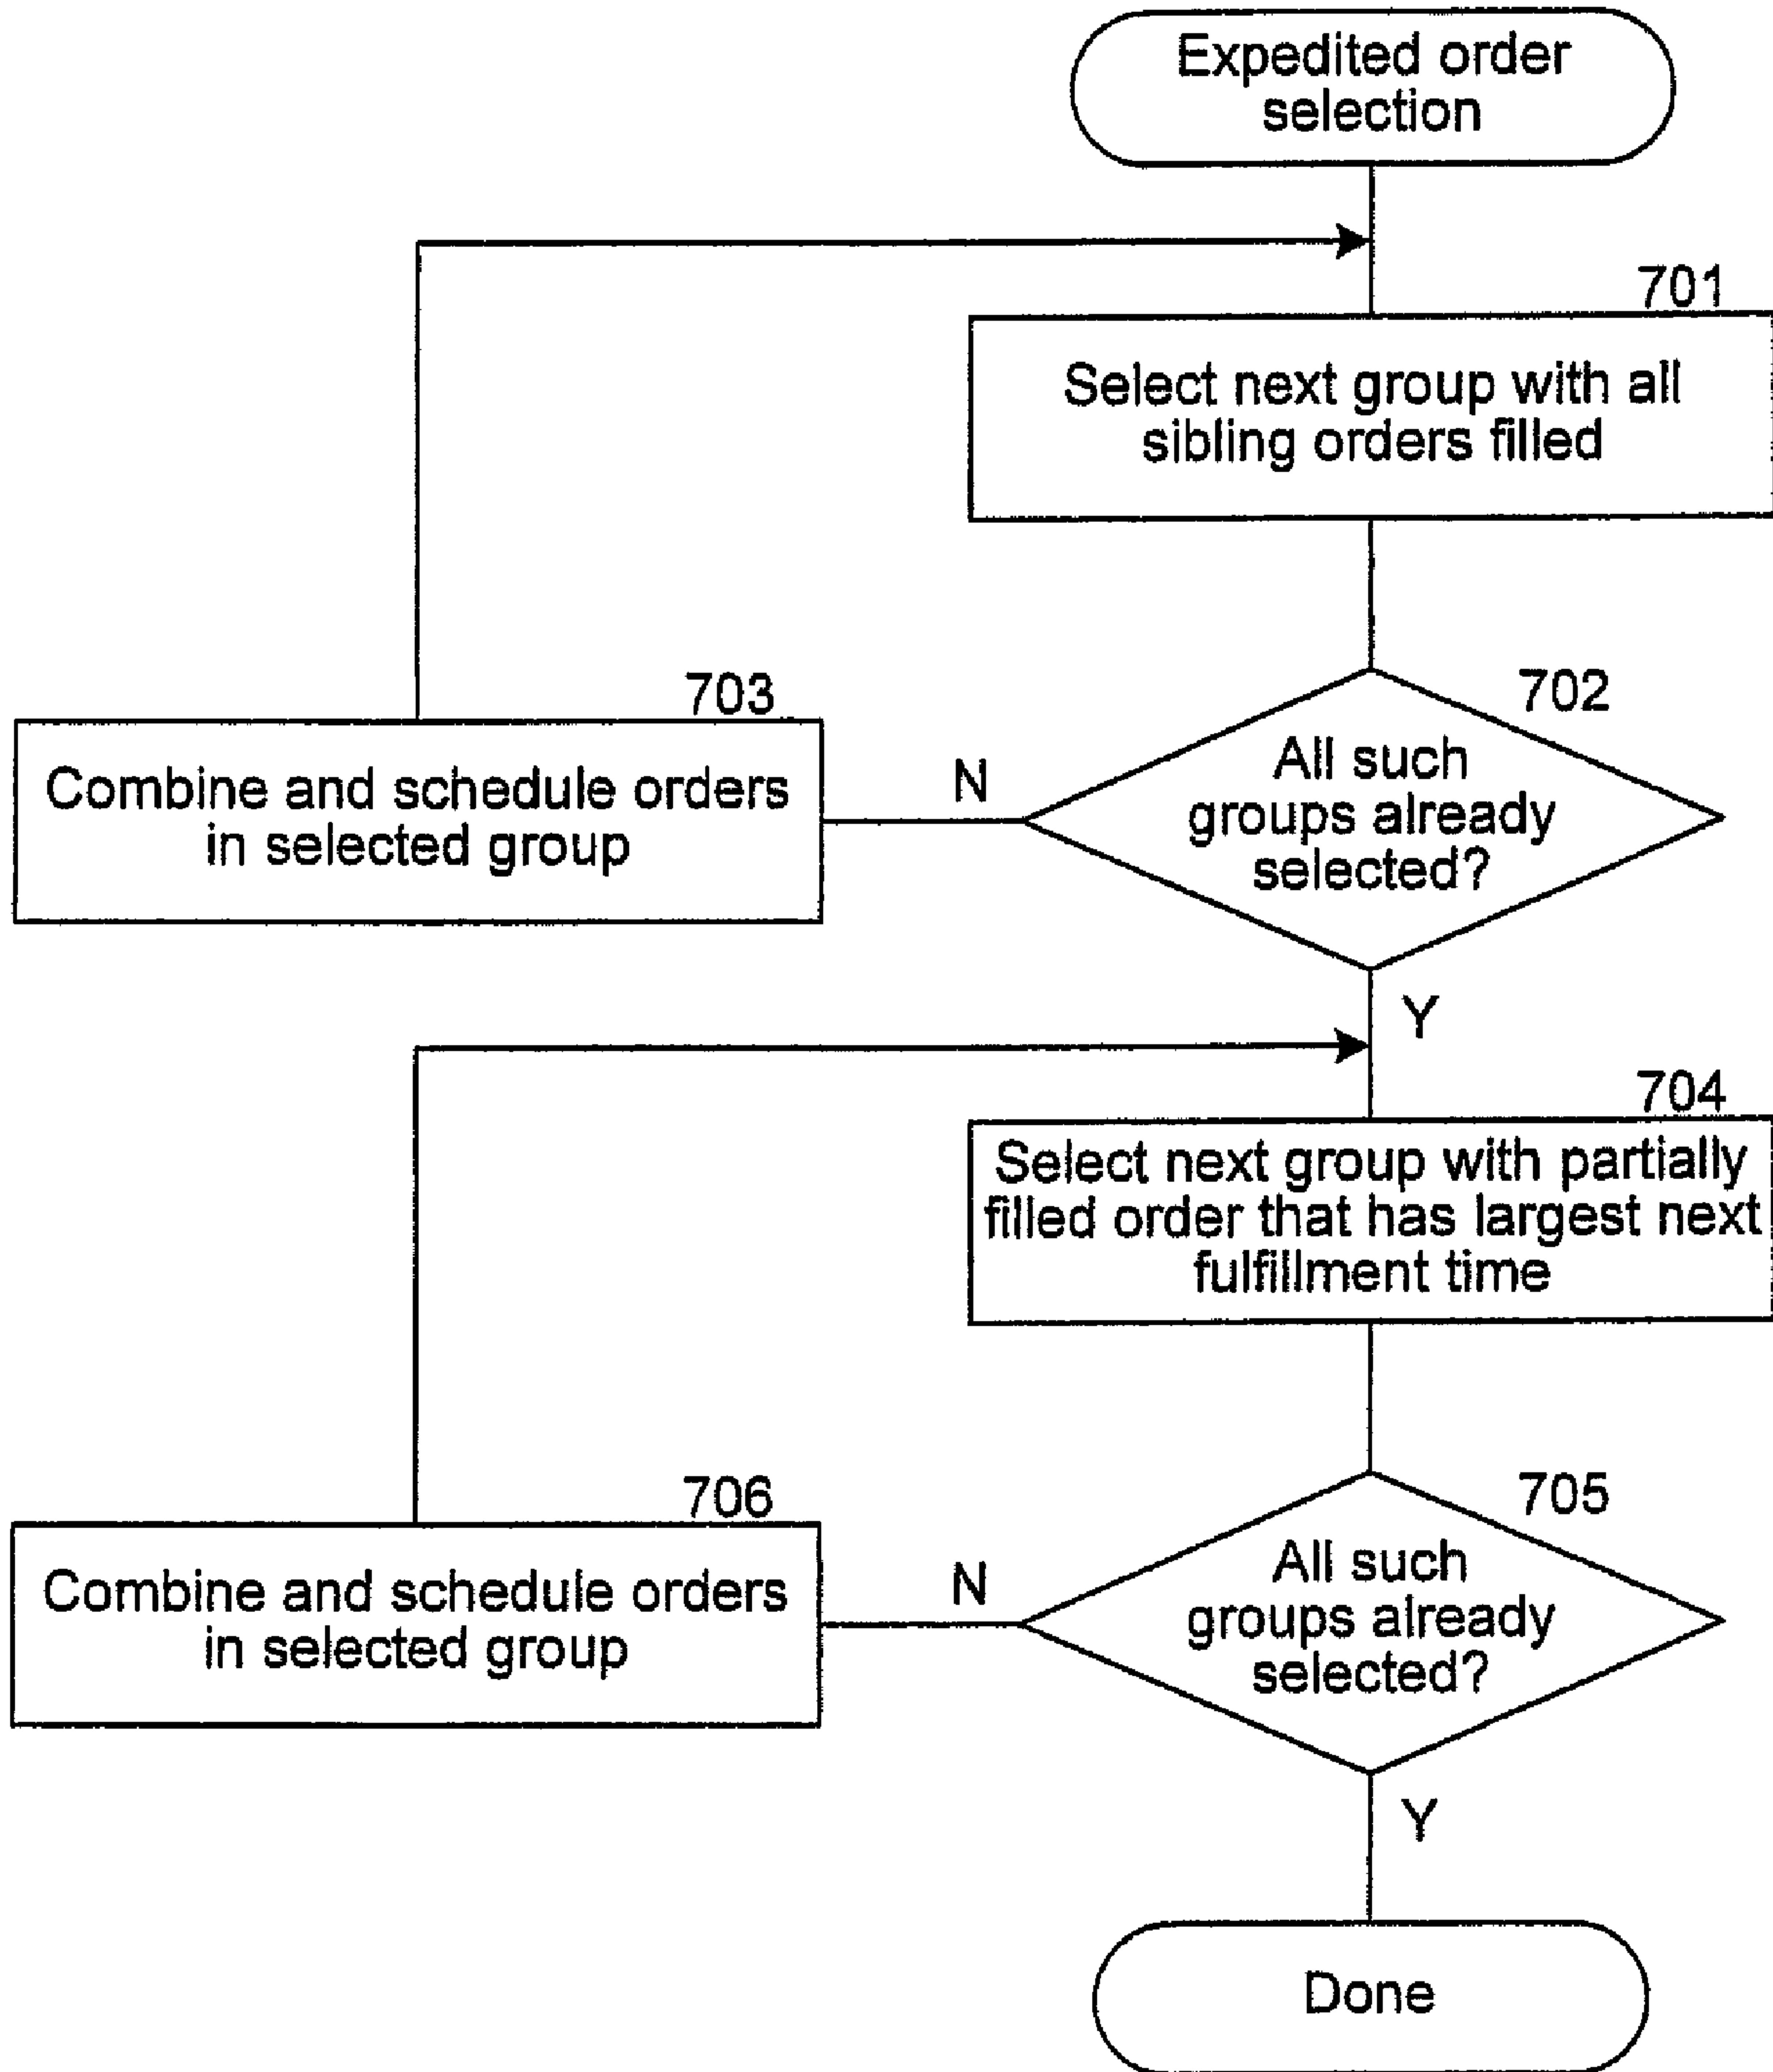 Expedited order
selection
701
Select next group with all
sibling orders filled
702
All such
groups already
selected?
N
703
Combine and schedule orders
in selected group
Y
704
Select next group with partially
filled order that has largest next
fulfillment time
705
All such
groups already
selected?
N
706
Combine and schedule orders
in selected group
Y
Done